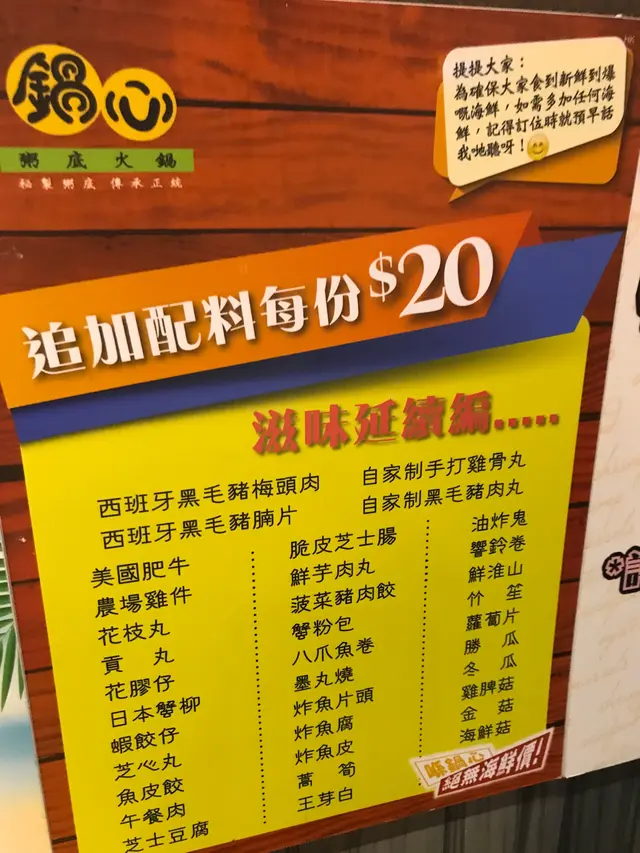 鍋心
粥底火鍋
秘製粥底 傳承正統
提提大家：
為確保大家食到新鮮到爆
嘅海鮮，如需多加任何海
鮮，記得訂位時就預早話
我哋聽呀！
追加配料每份$20
滋味延續編.....
西班牙黑毛豬梅頭肉
西班牙黑毛豬腩片
自家制手打雞骨丸
自家制黑毛豬肉丸
美國肥牛
農場雞件
花枝丸
貢丸
花膠仔
日本蟹柳
蝦餃仔
芝心丸
魚皮餃
午餐肉
芝士豆腐
脆皮芝士腸
鮮芋肉丸
菠菜豬肉餃
蟹粉包
八爪魚卷
墨丸燒
炸魚片頭
炸魚腐
炸魚皮
萵筍
王芽白
油炸鬼
響鈴卷
鮮淮山
竹笙
蘿蔔片
勝瓜
冬瓜
雞脾菇
金菇
海鮮菇
嚟鍋心
絕無海鮮價！